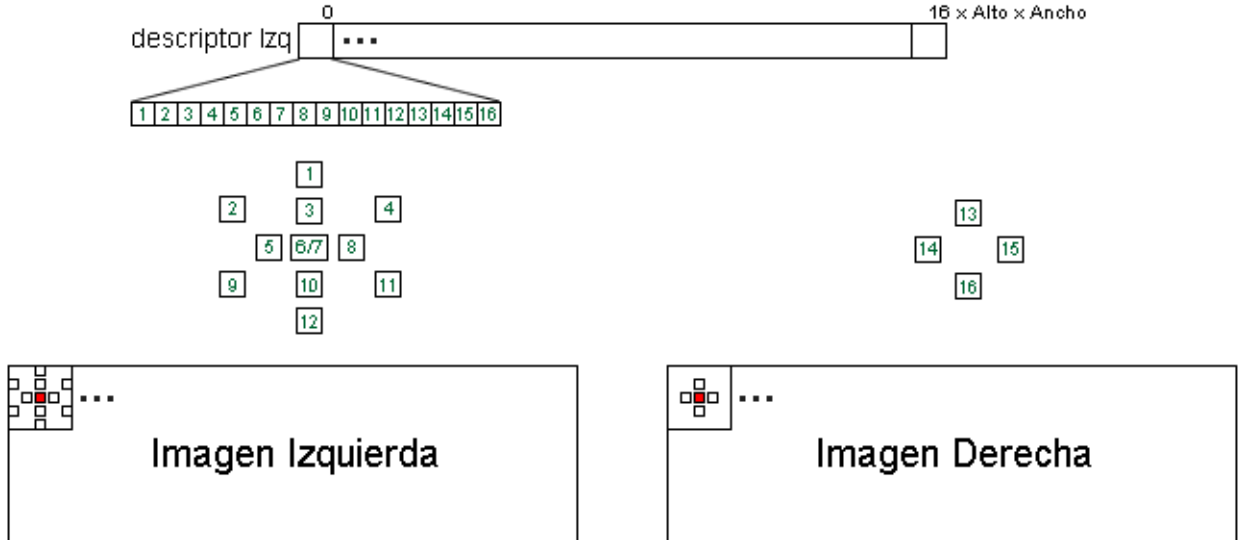 0 16 x Alto x Ancho
descriptor Izq ...
1 2 3 4 5 6 7 8 9 10 11 12 13 14 15 16
1
2 3 4 13
5 6/7 8 14 15
9 10 11 16
12
... ...
Imagen Izquierda Imagen Derecha